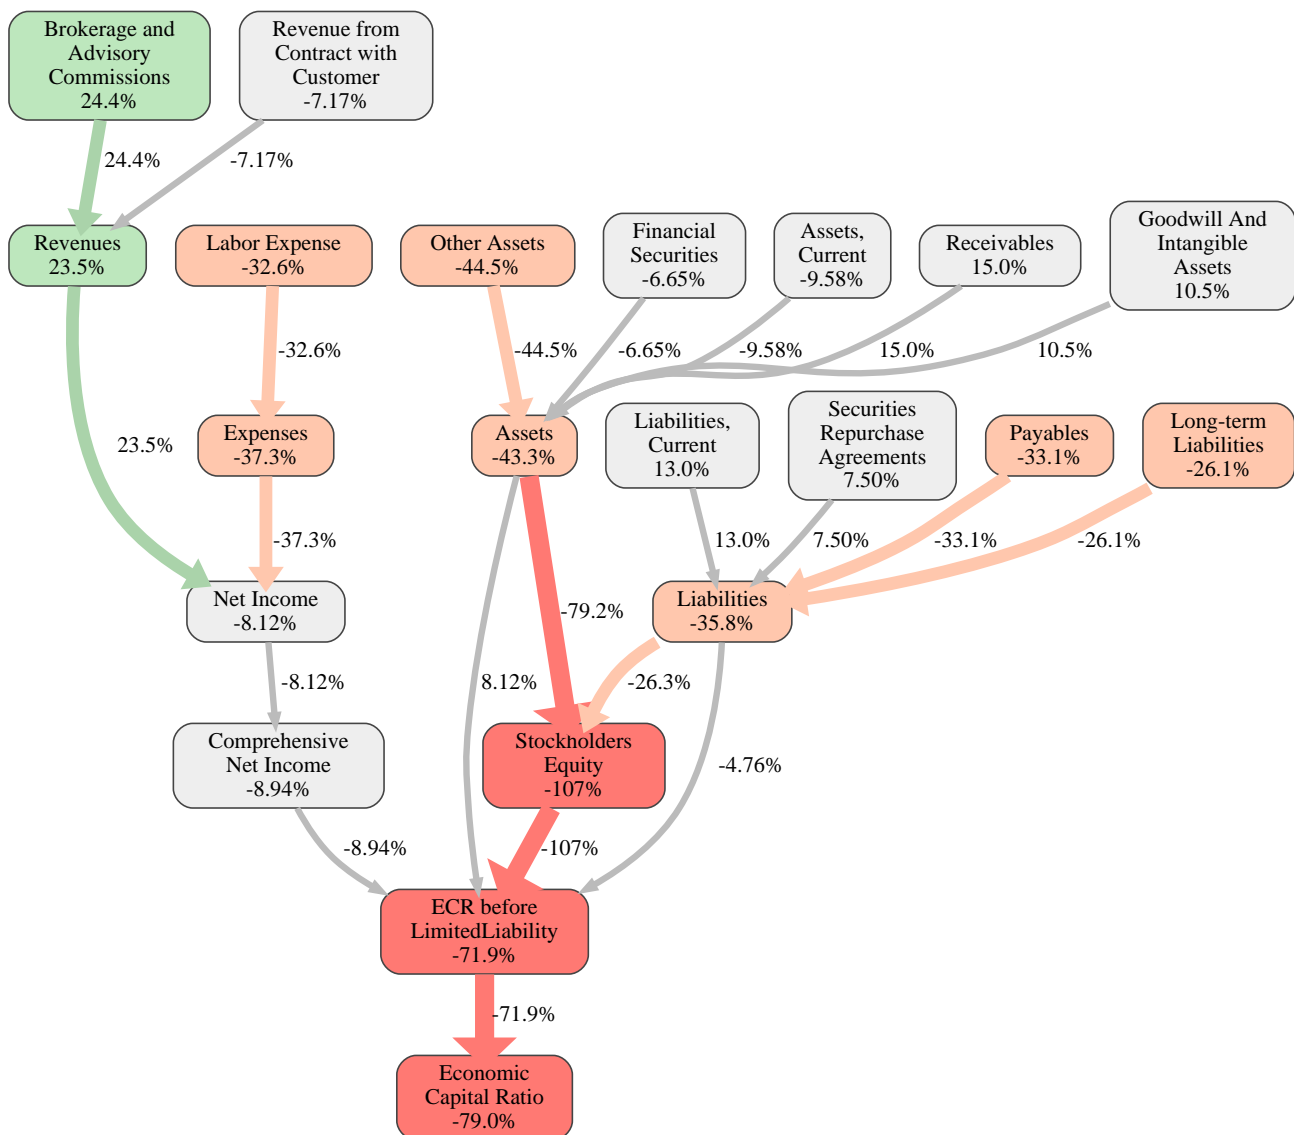 Brokerage and
Advisory
Commissions
24.4%
Revenue from
Contract with
Customer
-7.17%
24.4%
-7.17%
Revenues
23.5%
Labor Expense
-32.6%
Other Assets
-44.5%
Financial
Securities
-6.65%
Assets,
Current
-9.58%
Receivables
15.0%
Goodwill And
Intangible
Assets
10.5%
-32.6%
-44.5%
-6.65%
-9.58%
15.0%
10.5%
Expenses
-37.3%
Assets
-43.3%
Liabilities,
Current
13.0%
Securities
Repurchase
Agreements
7.50%
Payables
-33.1%
Long-term
Liabilities
-26.1%
23.5%
-37.3%
13.0%
7.50%
-33.1%
-26.1%
Net Income
-8.12%
-79.2%
Liabilities
-35.8%
-8.12%
8.12%
-26.3%
Comprehensive
Net Income
-8.94%
Stockholders
Equity
-107%
-4.76%
-8.94%
-107%
ECR before
LimitedLiability
-71.9%
-71.9%
Economic
Capital Ratio
-79.0%